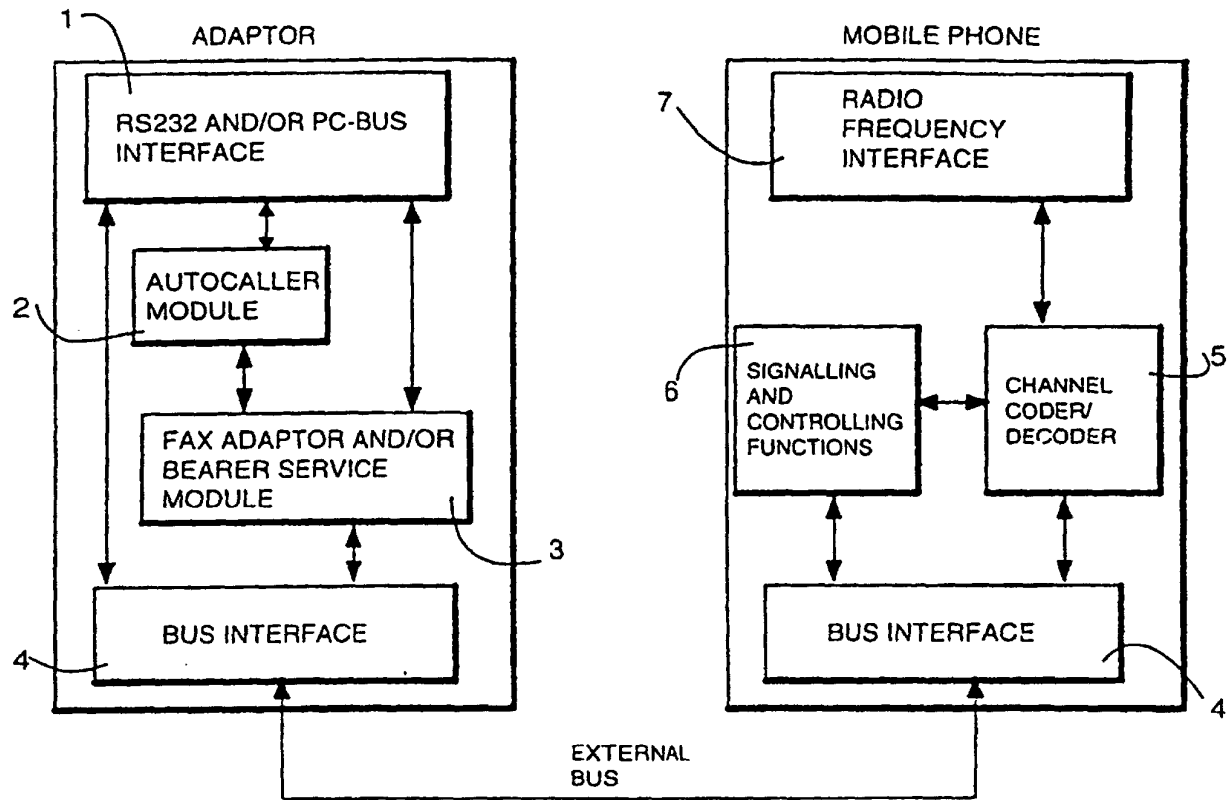 ADAPTOR
1
RS232 AND/OR PC-BUS
INTERFACE
AUTOCALLER
MODULE
2
FAX ADAPTOR AND/OR
BEARER SERVICE
MODULE
3
BUS INTERFACE
4
EXTERNAL
BUS
MOBILE PHONE
7
RADIO
FREQUENCY
INTERFACE
6
SIGNALLING
AND
CONTROLLING
FUNCTIONS
CHANNEL
CODER/
DECODER
5
BUS INTERFACE
4